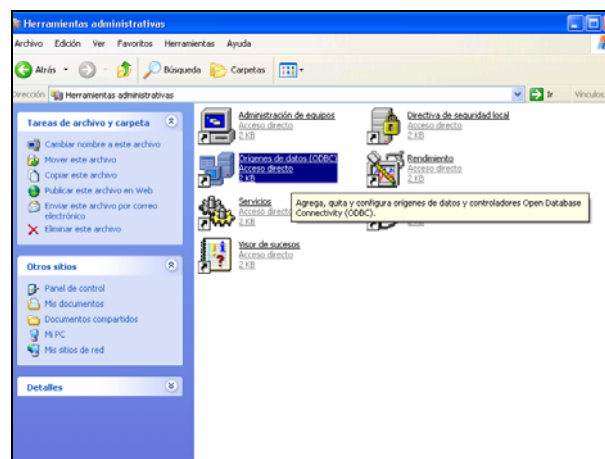 Herramientas administrativas
Archivo Edición Ver Favoritos Herramientas Ayuda
Atrás Búsqueda Carpetas
Dirección Herramientas administrativas Ir Vínculos
Tareas de archivo y carpeta
Cambiar nombre a este archivo
Mover este archivo
Copiar este archivo
Publicar este archivo en Web
Enviar este archivo por correo
electrónico
Eliminar este archivo
Otros sitios
Panel de control
Mis documentos
Documentos compartidos
Mi PC
Mis sitios de red
Detalles
Administración de equipos
Acceso directo
2 KB
Directiva de seguridad local
Acceso directo
2 KB
Orígenes de datos (ODBC)
Acceso directo
2 KB
Rendimiento
Acceso directo
2 KB
Servicios
Acceso directo
2 KB
Agrega, quita y configura orígenes de datos y controladores Open Database
Connectivity (ODBC).
Visor de sucesos
Acceso directo
2 KB